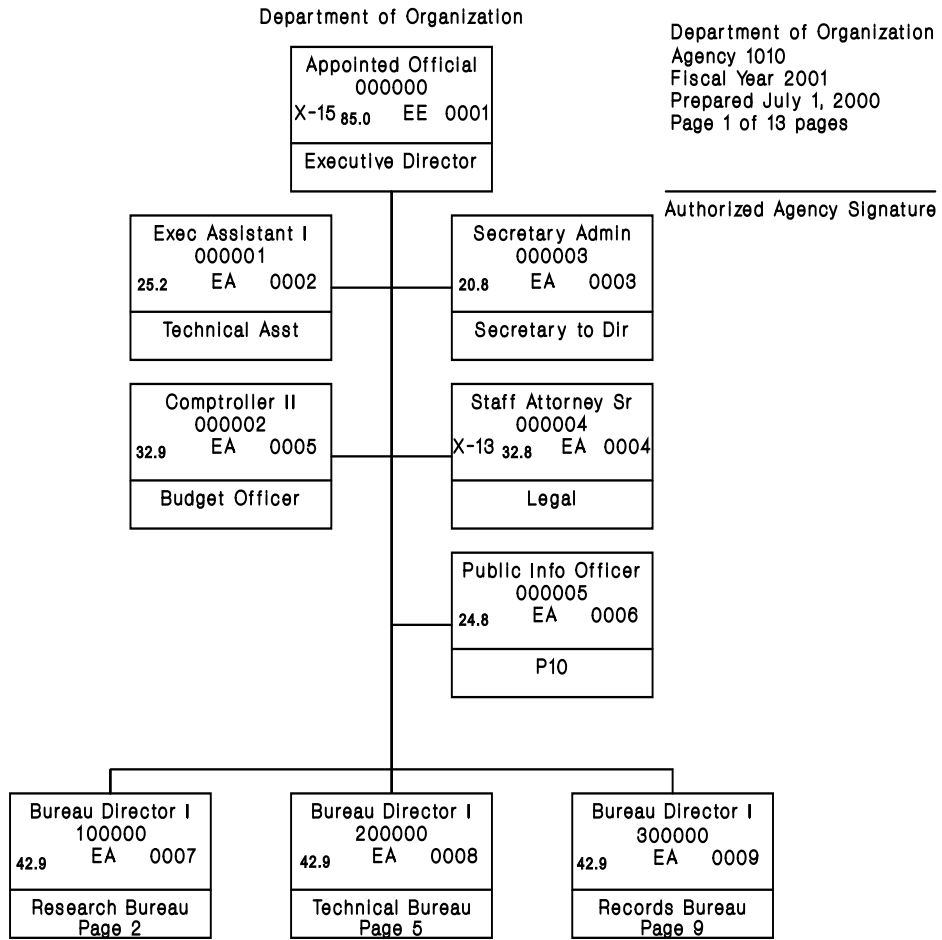 Department of Organization
Department of Organization
Agency 1010
Fiscal Year 2001
Prepared July 1, 2000
Page 1 of 13 pages
Authorized Agency Signature
Appointed Official
000000
X-15 85.0 EE 0001
Executive Director
Exec Assistant I
000001
25.2 EA 0002
Technical Asst
Secretary Admin
000003
20.8 EA 0003
Secretary to Dir
Comptroller II
000002
32.9 EA 0005
Budget Officer
Staff Attorney Sr
000004
X-13 32.8 EA 0004
Legal
Public Info Officer
000005
24.8 EA 0006
P10
Bureau Director I
100000
42.9 EA 0007
Research Bureau
Page 2
Bureau Director I
200000
42.9 EA 0008
Technical Bureau
Page 5
Bureau Director I
300000
42.9 EA 0009
Records Bureau
Page 9